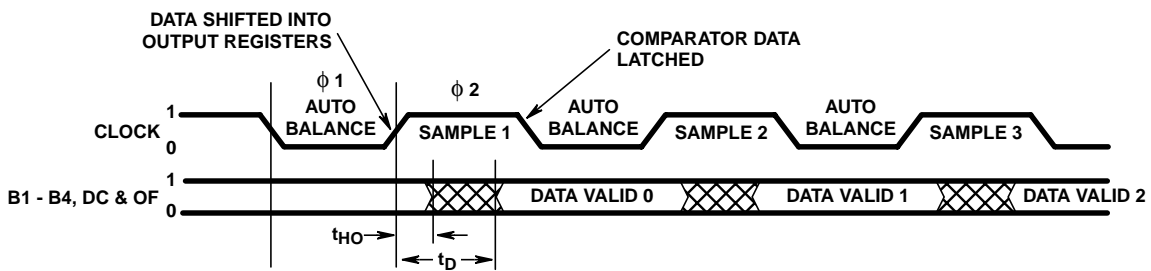 DATA SHIFTED INTO
OUTPUT REGISTERS
COMPARATOR DATA
LATCHED
ϕ 1
ϕ 2
1
CLOCK
0
AUTO
BALANCE
SAMPLE 1
AUTO
BALANCE
SAMPLE 2
AUTO
BALANCE
SAMPLE 3
1
B1 - B4, DC & OF
0
DATA VALID 0
DATA VALID 1
DATA VALID 2
tHO
tD